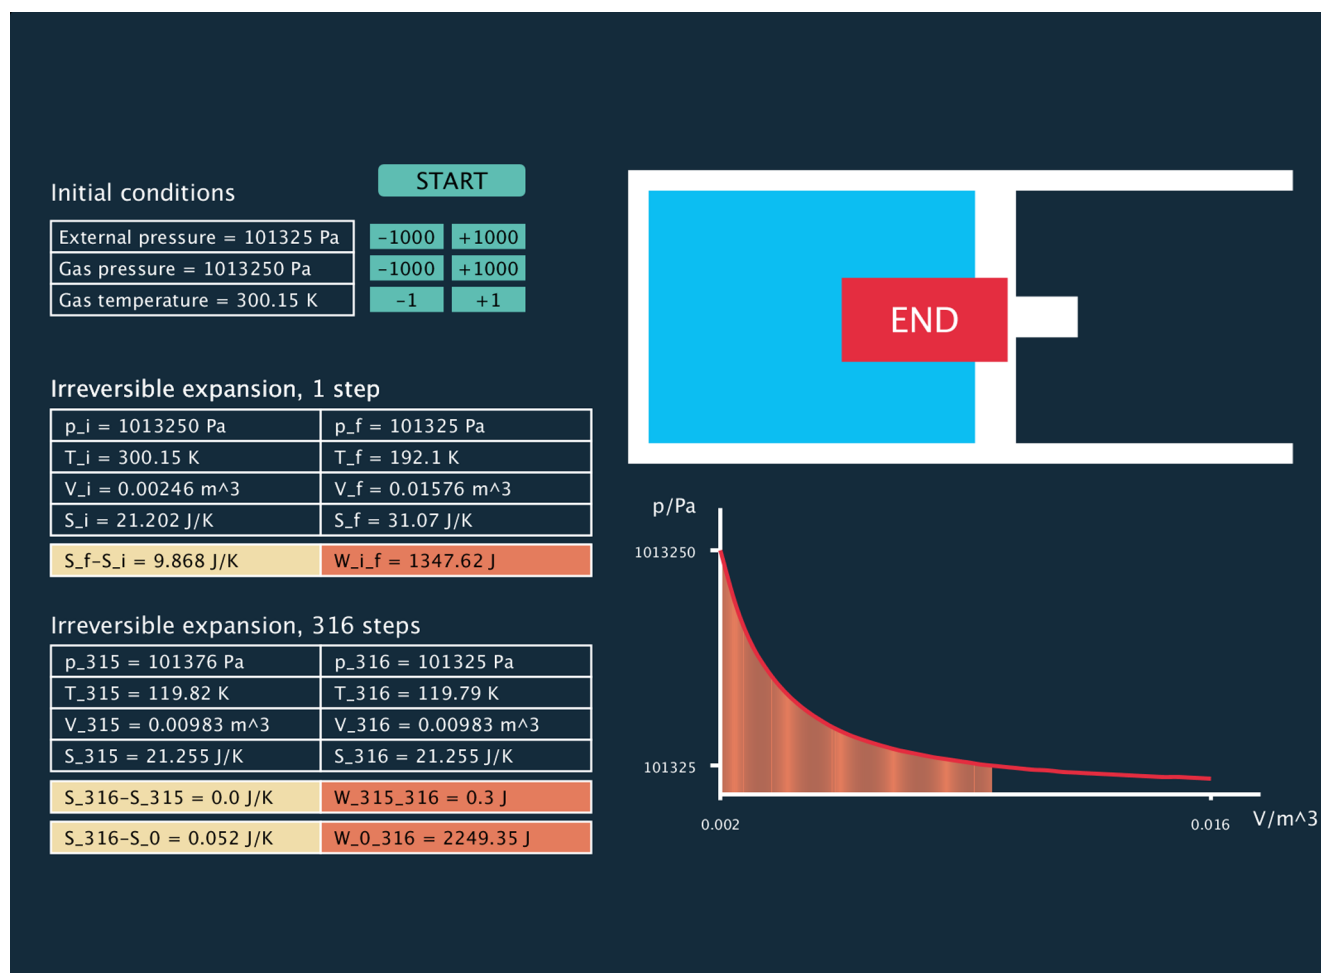 START
Initial conditions
External pressure = 101325 Pa -1000 +1000
Gas pressure = 1013250 Pa -1000 +1000
Gas temperature = 300.15 K -1 +1
END
Irreversible expansion, 1 step
p_i = 1013250 Pa p_f = 101325 Pa
T_i = 300.15 K T_f = 192.1 K
V_i = 0.00246 m^3 V_f = 0.01576 m^3
S_i = 21.202 J/K S_f = 31.07 J/K
S_f-S_i = 9.868 J/K W_i_f = 1347.62 J
Irreversible expansion, 316 steps
p_315 = 101376 Pa p_316 = 101325 Pa
T_315 = 119.82 K T_316 = 119.79 K
V_315 = 0.00983 m^3 V_316 = 0.00983 m^3
S_315 = 21.255 J/K S_316 = 21.255 J/K
S_316-S_315 = 0.0 J/K W_315_316 = 0.3 J
S_316-S_0 = 0.052 J/K W_0_316 = 2249.35 J
p/Pa
1013250
101325
0.002 0.016 V/m^3